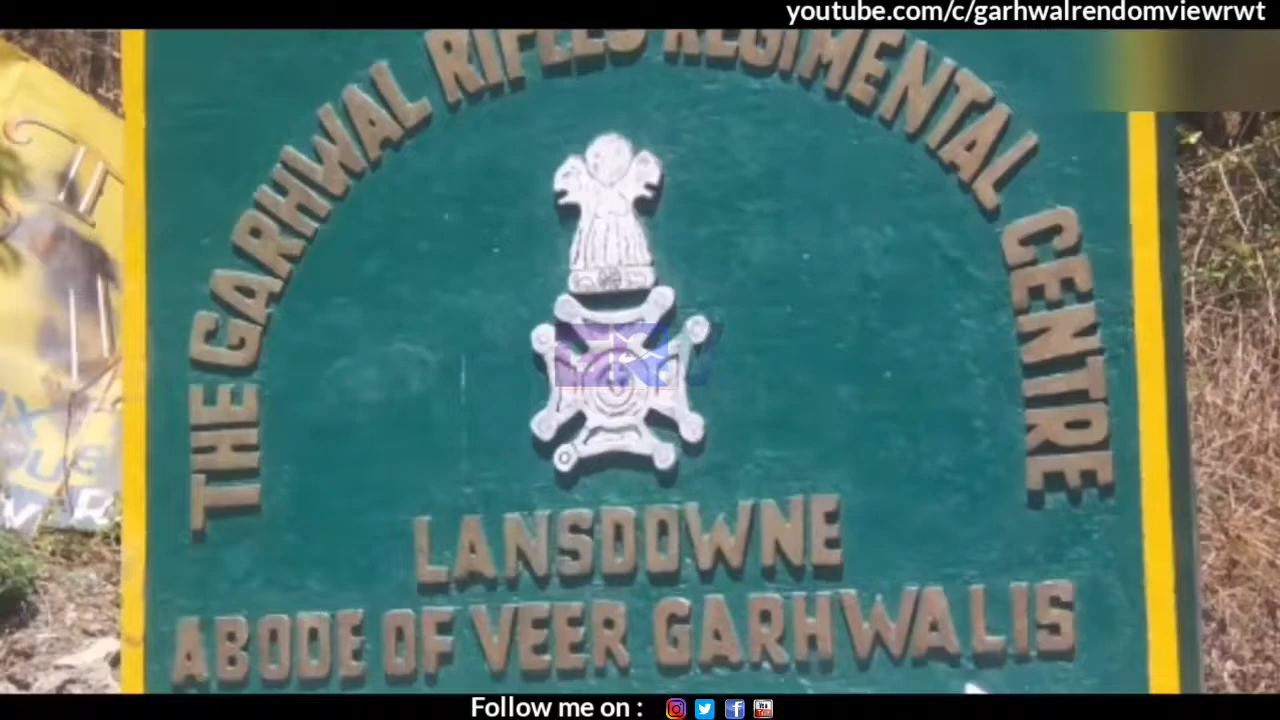 youtube.com/c/garhwalrendomviewrwt
THE GARHWAL RIFLES REGIMENTAL CENTRE
LANSDOWNE
ABODE OF VEER GARHWALIS
Follow me on :